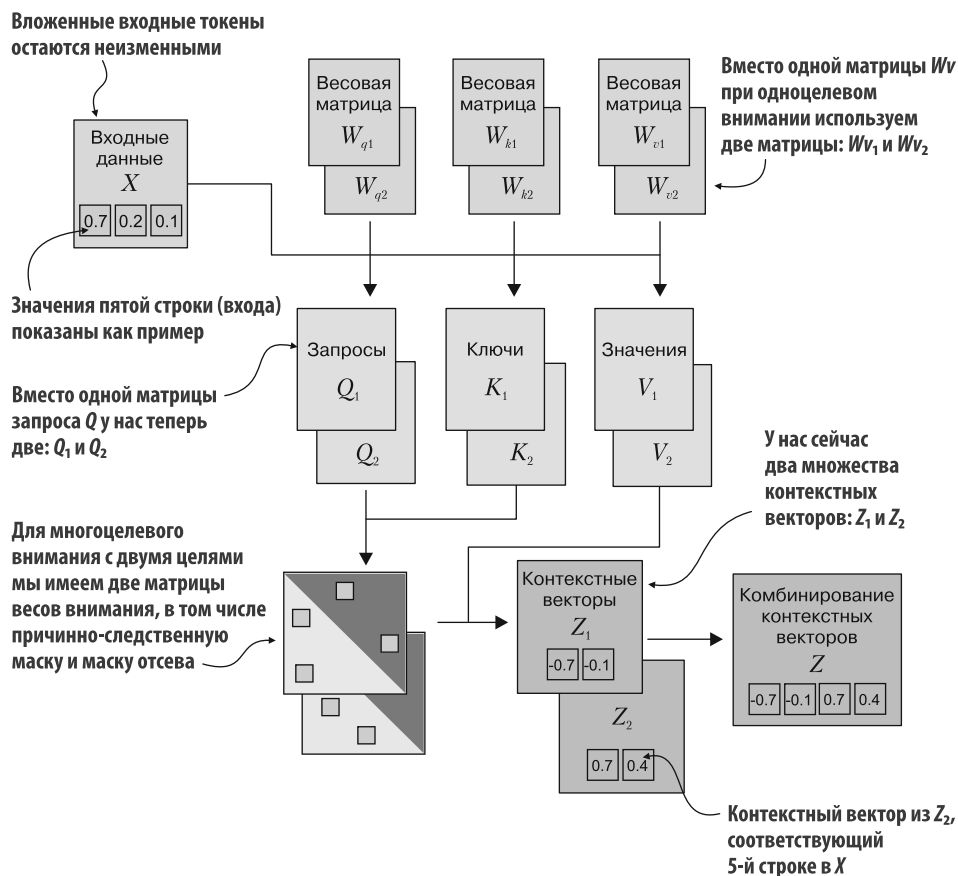 Вложенные входные токены
остаются неизменными
Весовая
матрица
W_q1
W_q2
Весовая
матрица
W_k1
W_k2
Весовая
матрица
W_v1
W_v2
Вместо одной матрицы Wv
при одноцелевом
внимании используем
две матрицы: Wv₁ и Wv₂
Входные
данные
X
0.7 0.2 0.1
Значения пятой строки (входа)
показаны как пример
Запросы
Q₁
Q₂
Ключи
K₁
K₂
Значения
V₁
V₂
Вместо одной матрицы
запроса Q у нас теперь
две: Q₁ и Q₂
У нас сейчас
два множества
контекстных
векторов: Z₁ и Z₂
Для многоцелевого
внимания с двумя целями
мы имеем две матрицы
весов внимания, в том числе
причинно-следственную
маску и маску отсева
Контекстные
векторы
Z₁
-0.7 -0.1
Z₂
0.7 0.4
Комбинирование
контекстных
векторов
Z
-0.7 -0.1 0.7 0.4
Контекстный вектор из Z₂,
соответствующий
5-й строке в X